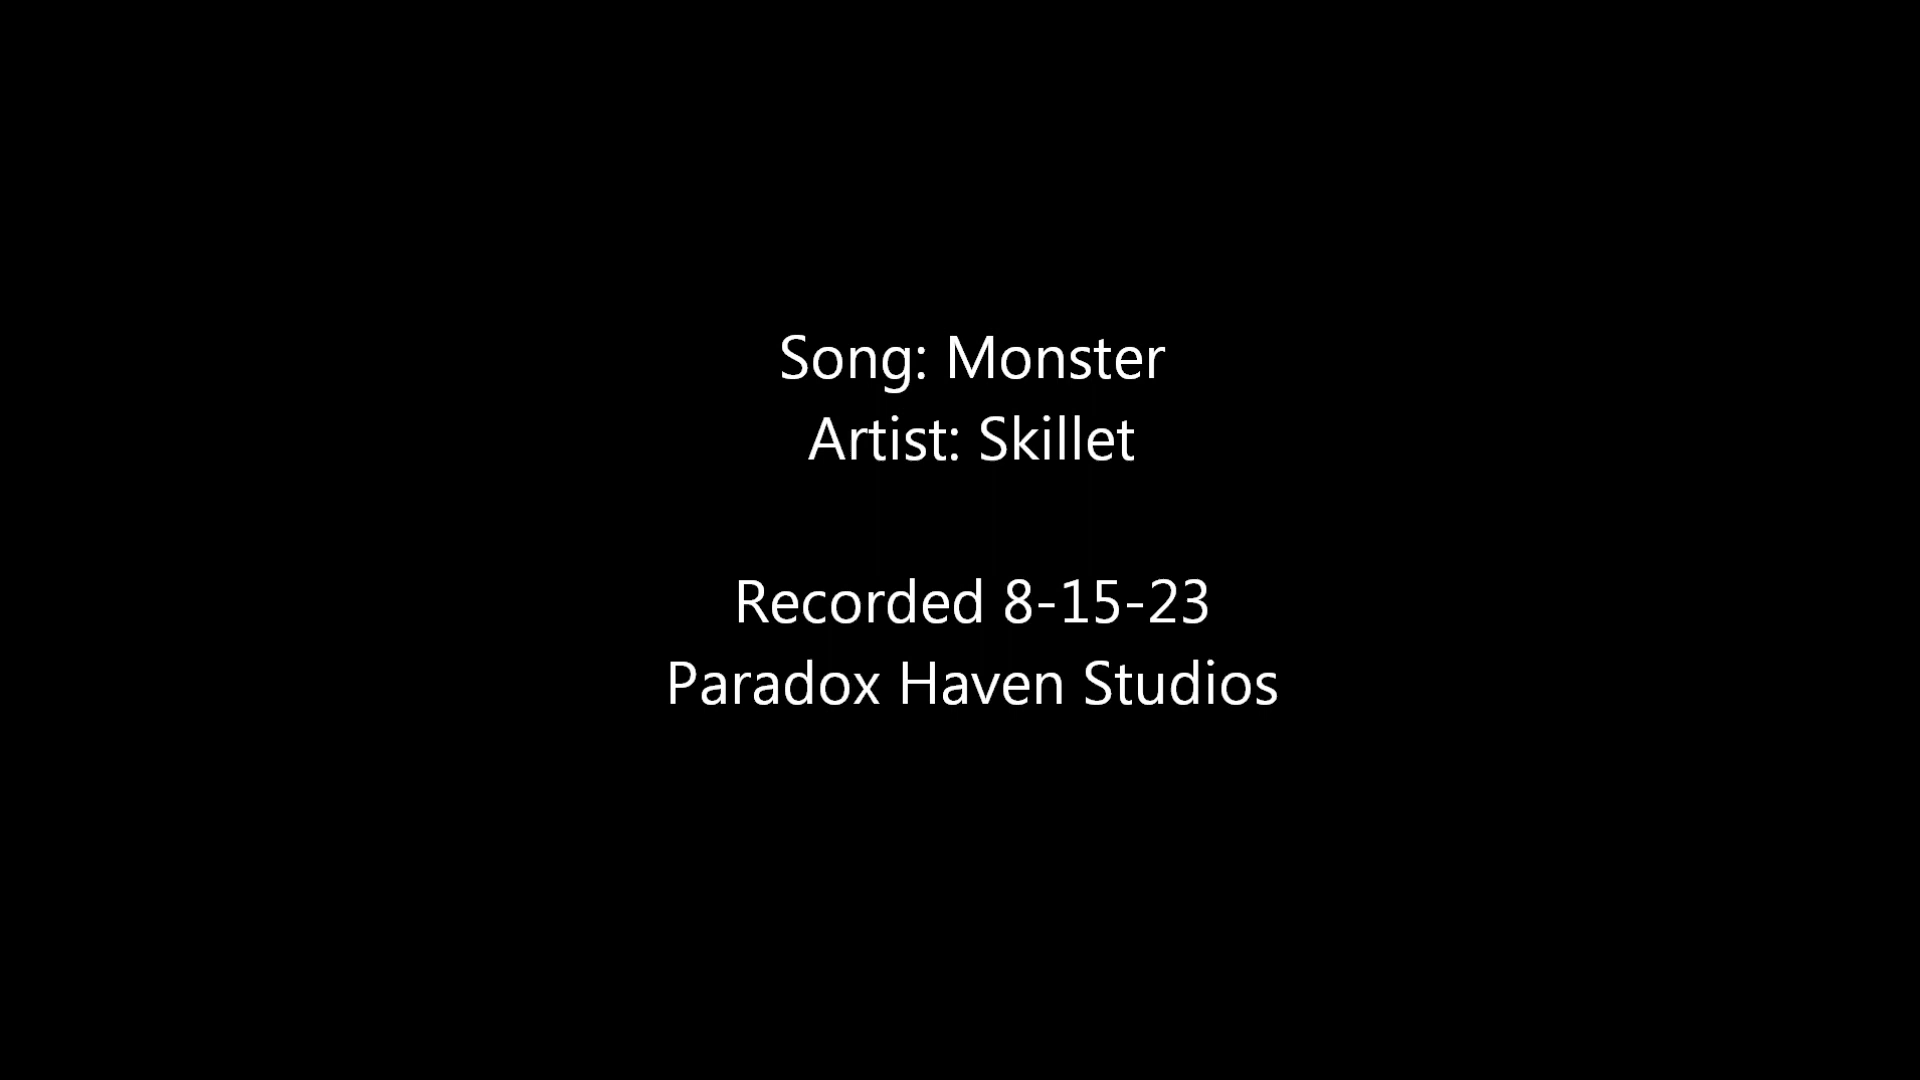 Song: Monster
Artist: Skillet
Recorded 8-15-23
Paradox Haven Studios